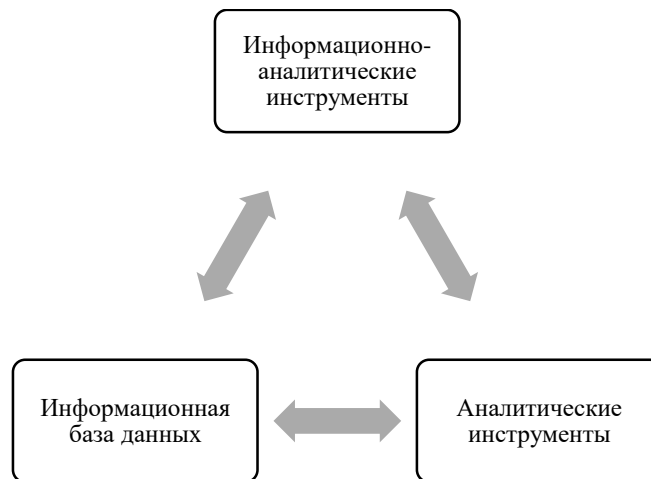 Информационно-
аналитические
инструменты
Информационная
база данных
Аналитические
инструменты